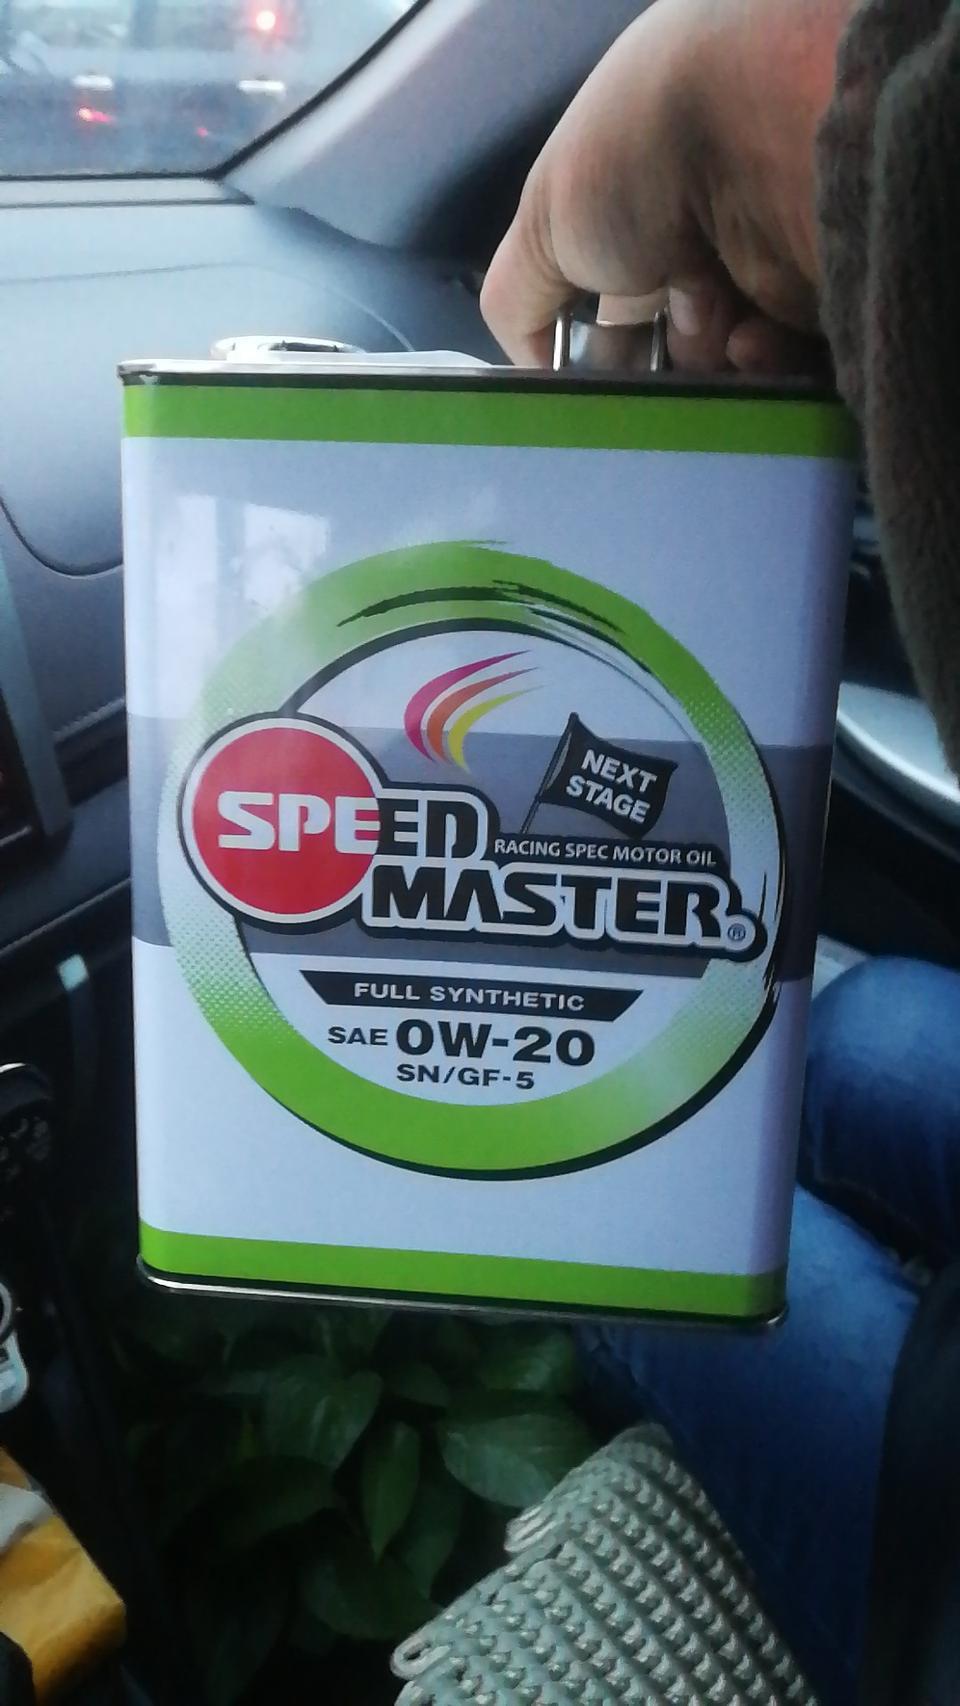 NEXT
STAGE
SPEED
RACING SPEC MOTOR OIL
MASTER®
FULL SYNTHETIC
SAE 0W-20
SN/GF-5